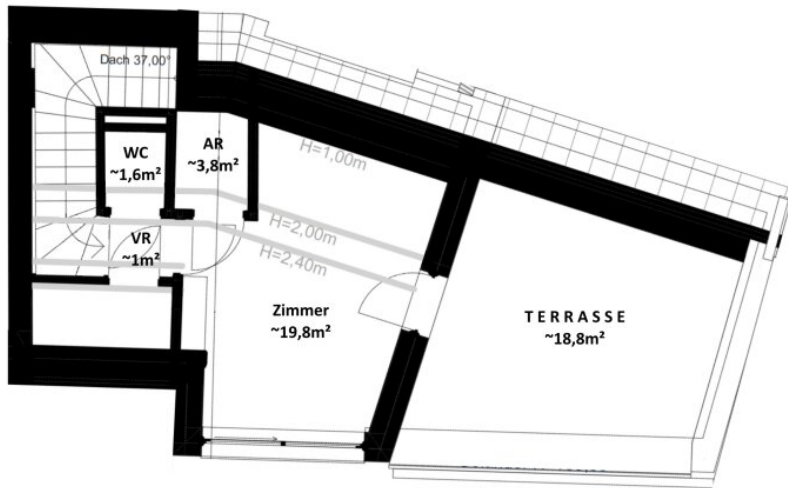 Dach 37,00°
WC
~1,6m²
AR
~3,8m²
H=1,00m
H=2,00m
H=2,40m
VR
~1m²
Zimmer
~19,8m²
TERRASSE
~18,8m²